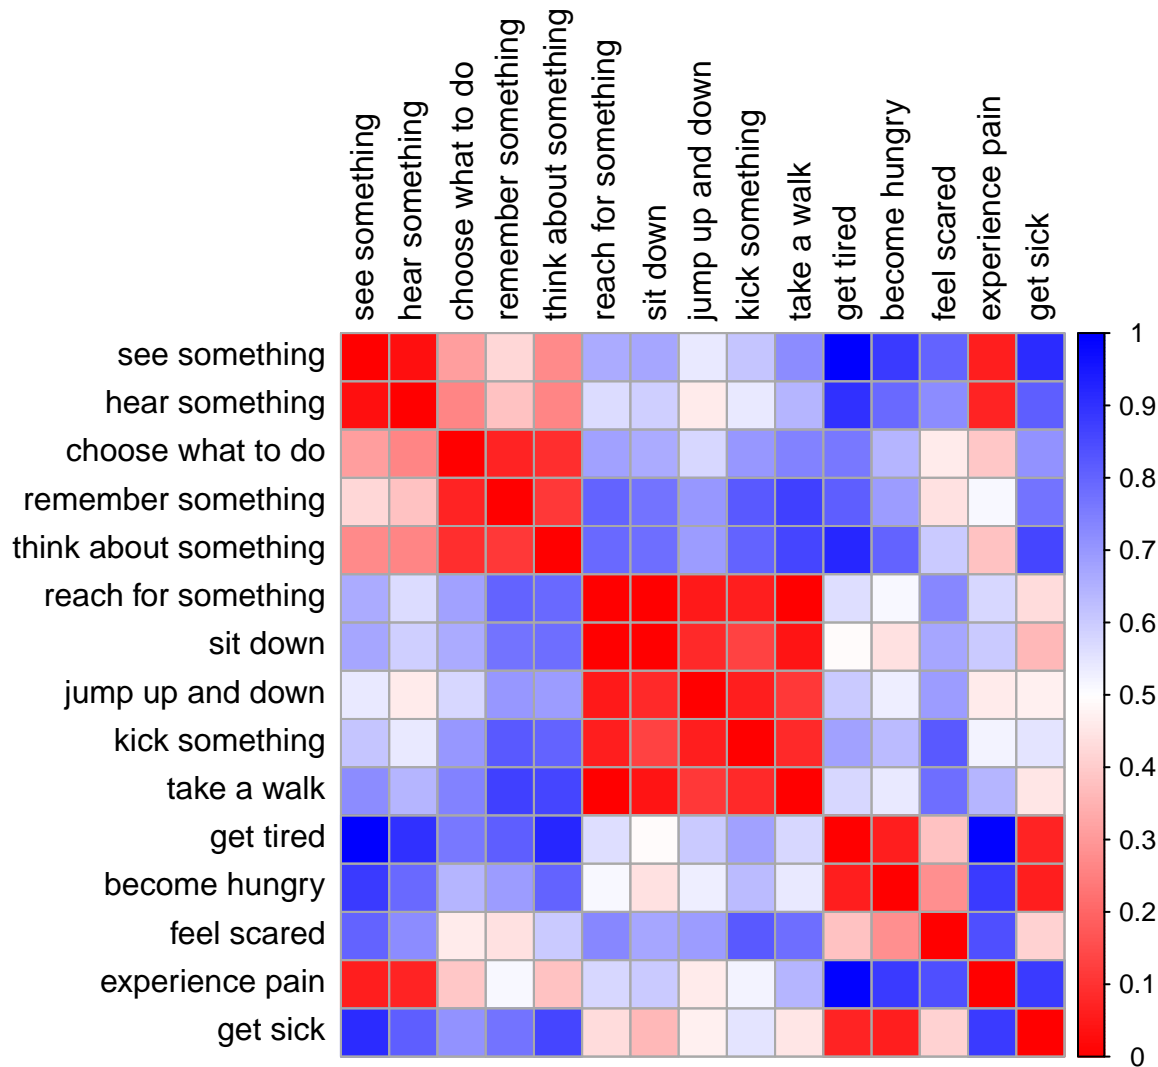 see something
hear something
choose what to do
remember something
think about something
reach for something
sit down
jump up and down
kick something
take a walk
get tired
become hungry
feel scared
experience pain
get sick
see something
hear something
choose what to do
remember something
think about something
reach for something
sit down
jump up and down
kick something
take a walk
get tired
become hungry
feel scared
experience pain
get sick
1
0.9
0.8
0.7
0.6
0.5
0.4
0.3
0.2
0.1
0